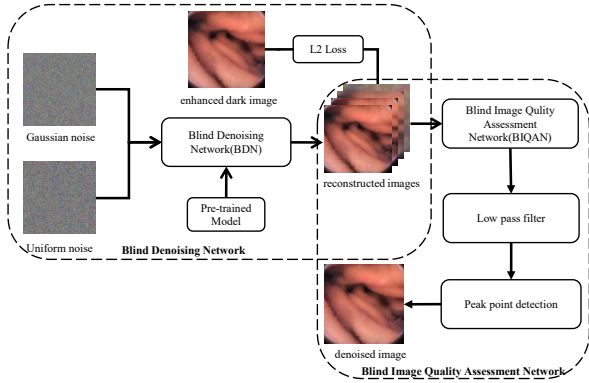 L2 Loss
enhanced dark image
Gaussian noise
Blind Denoising
Network(BDN)
Blind Image Qulity
Assessment
Network(BIQAN)
reconstructed images
Pre-trained
Model
Uniform noise
Low pass filter
Blind Denoising Network
Peak point detection
denoised image
Blind Image Quality Assessment Network